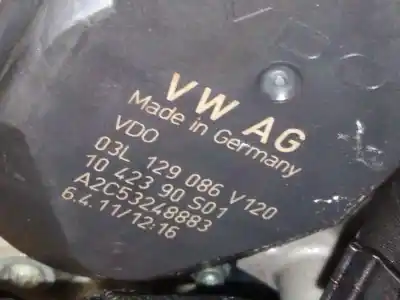 VW AG
Made in Germany
VDO
03L 129 086 V120
10 423 90 S01
A2C53248883
6.4.11/12:16